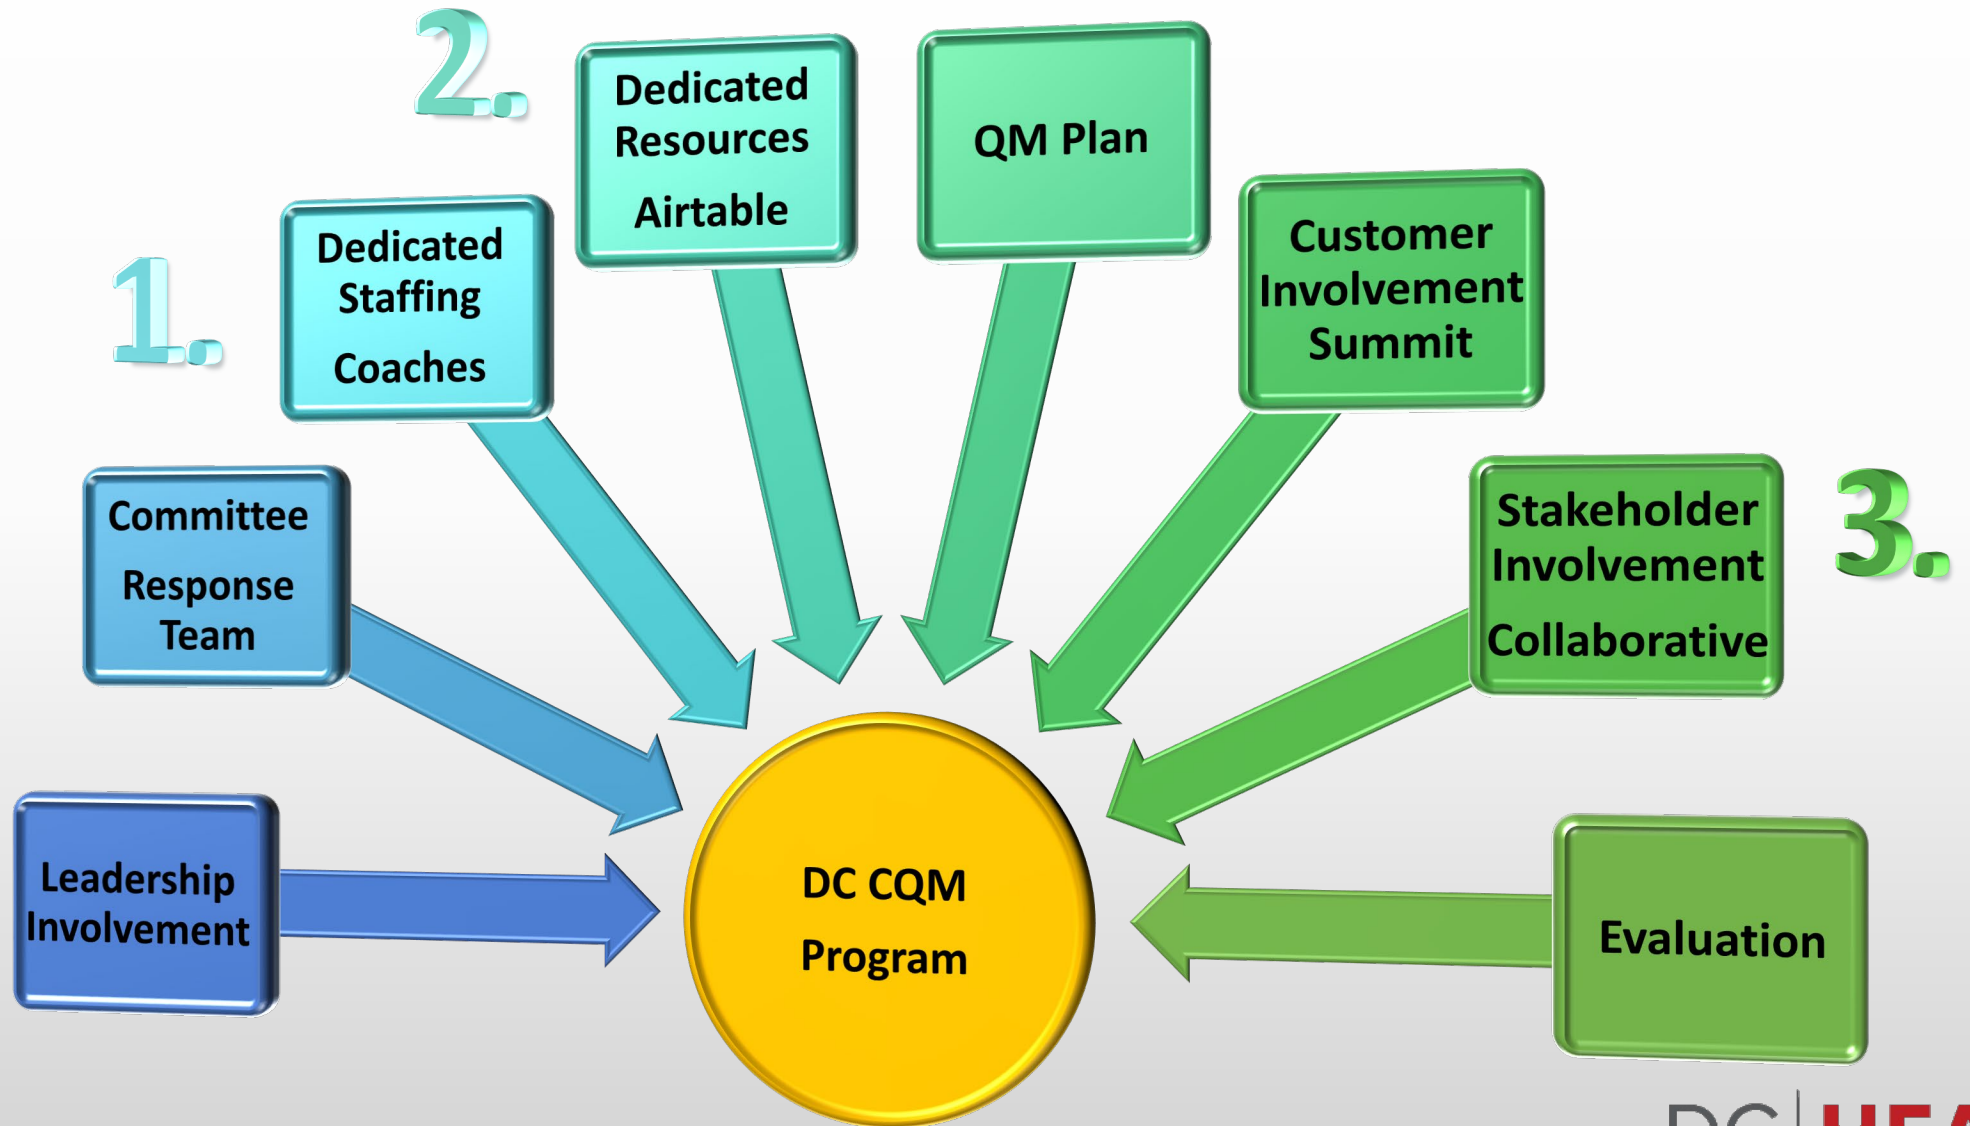 2.
Dedicated
Resources
Airtable
QM Plan
1.
Dedicated
Staffing
Coaches
Customer
Involvement
Summit
Committee
Response
Team
Stakeholder
Involvement
Collaborative
3.
Leadership
Involvement
DC CQM
Program
Evaluation